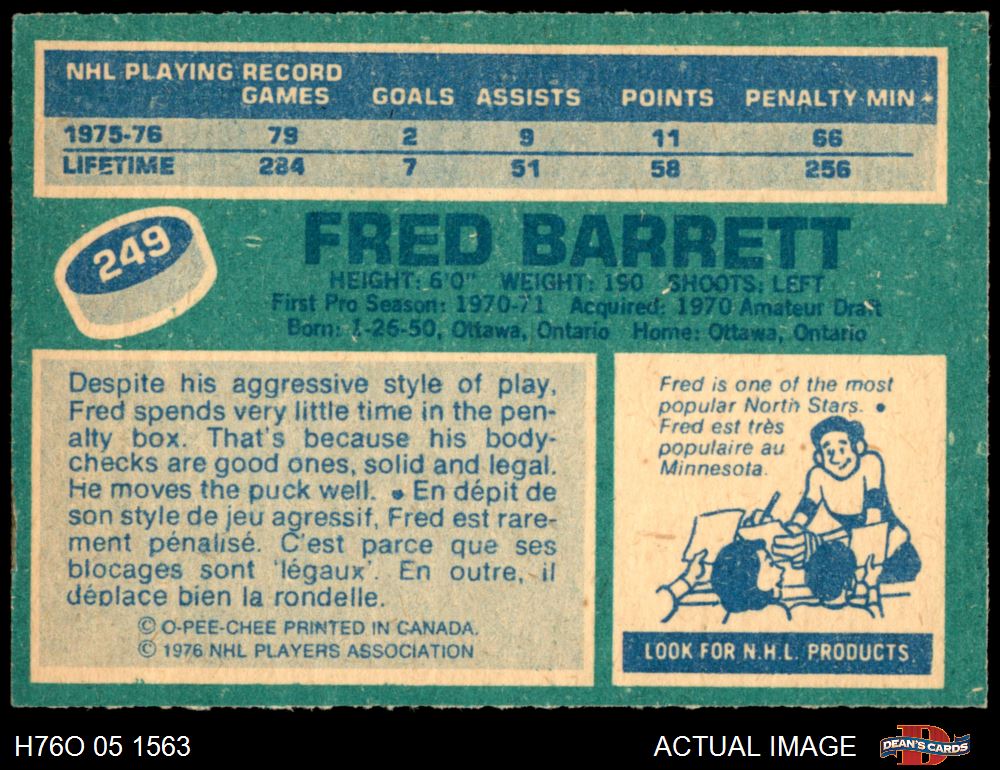 NHL PLAYING RECORD
GAMES GOALS ASSISTS POINTS PENALTY MIN
1975-76 79 2 9 11 66
LIFETIME 284 7 51 58 256
249
FRED BARRETT
HEIGHT: 6'0" WEIGHT: 190 SHOOTS: LEFT
First Pro Season: 1970-71 Acquired: 1970 Amateur Draft
Born: 1-26-50, Ottawa, Ontario Home: Ottawa, Ontario
Despite his aggressive style of play,
Fred spends very little time in the pen-
alty box. That's because his body-
checks are good ones, solid and legal.
He moves the puck well. • En dépit de
son style de jeu agressif, Fred est rare-
ment pénalisé. C'est parce que ses
blocages sont 'légaux'. En outre, il
déplace bien la rondelle.
© O-PEE-CHEE PRINTED IN CANADA.
© 1976 NHL PLAYERS ASSOCIATION
Fred is one of the most
popular North Stars. •
Fred est très
populaire au
Minnesota.
LOOK FOR N.H.L. PRODUCTS
H76O 05 1563
ACTUAL IMAGE
D
DEAN'S CARDS